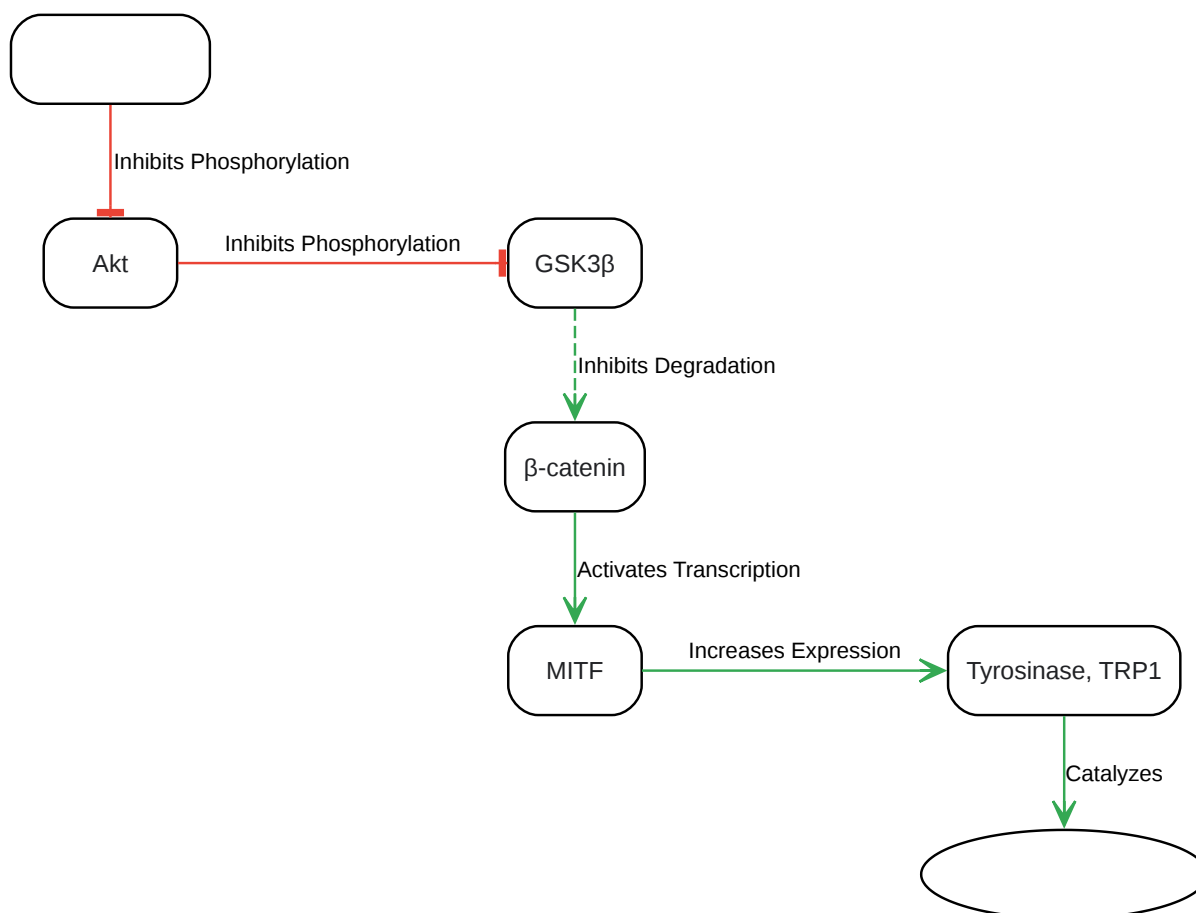 Inhibits Phosphorylation
Akt
Inhibits Phosphorylation
GSK3β
Inhibits Degradation
β-catenin
Activates Transcription
MITF
Increases Expression
Tyrosinase, TRP1
Catalyzes